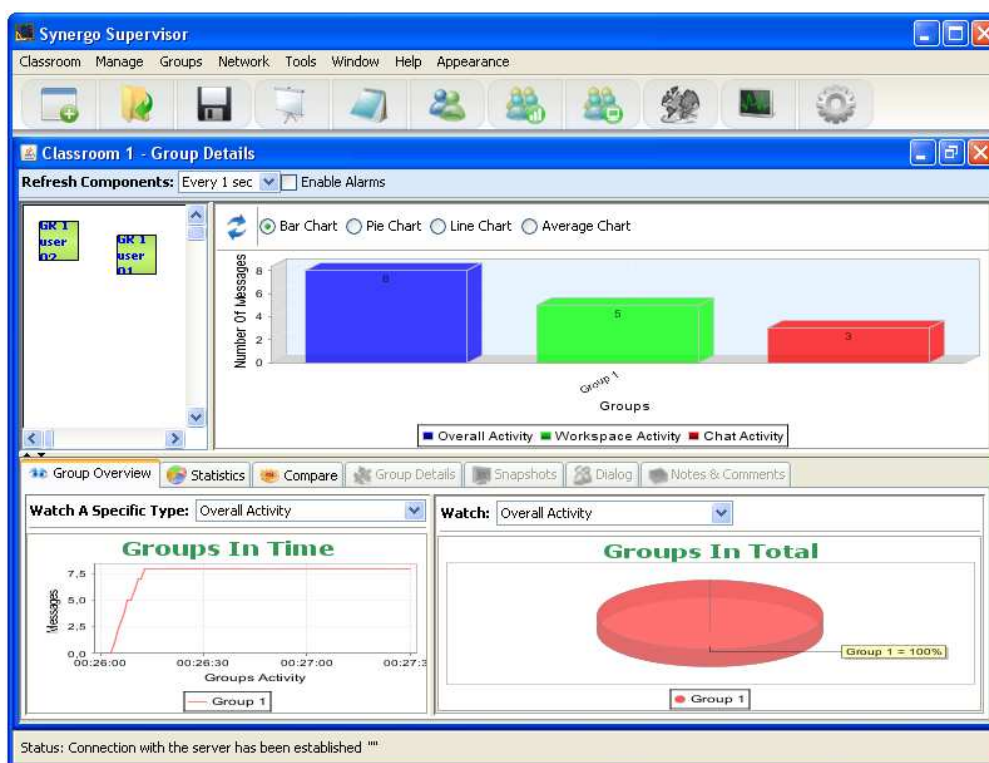 Synergo Supervisor
Classroom Manage Groups Network Tools Window Help Appearance
Classroom 1 - Group Details
Refresh Components: Every 1 sec Enable Alarms
GR 1
user
02
GR 1
user
01
Bar Chart Pie Chart Line Chart Average Chart
Number Of Messages
8
6
4
2
0
8
5
3
Group 1
Groups
Overall Activity Workspace Activity Chat Activity
Group Overview Statistics Compare Group Details Snapshots Dialog Notes & Comments
Watch A Specific Type: Overall Activity
Groups In Time
Messages
7,5
5,0
2,5
0,0
00:26:00 00:26:30 00:27:00 00:27:3
Groups Activity
Group 1
Watch: Overall Activity
Groups In Total
Group 1 = 100%
Group 1
Status: Connection with the server has been established ""